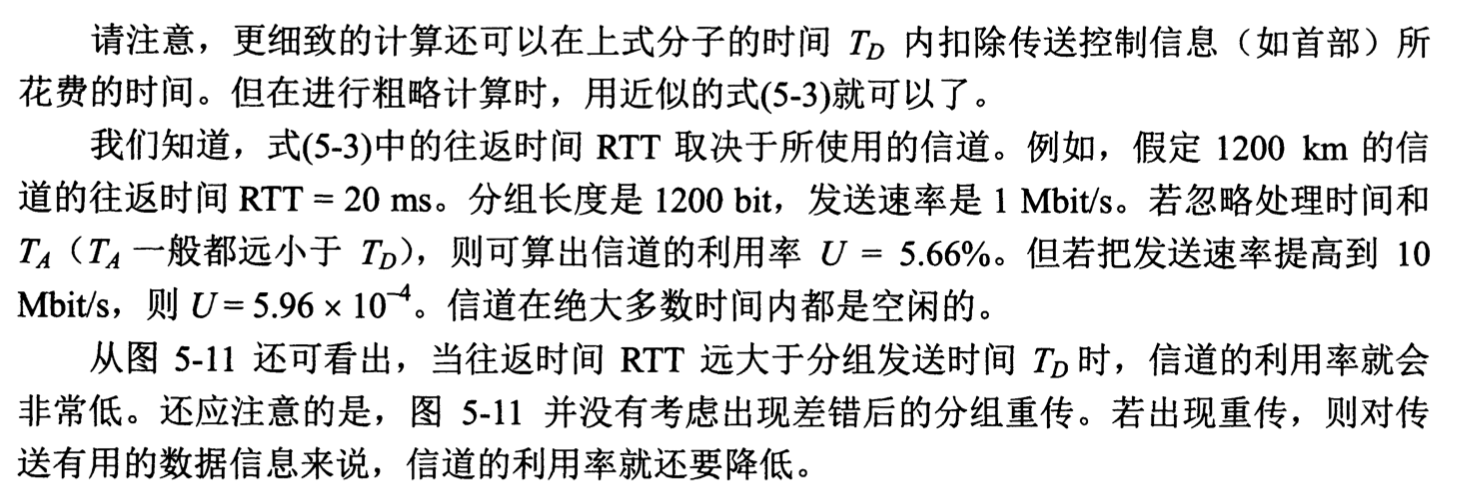 请注意，更细致的计算还可以在上式分子的时间 T_D 内扣除传送控制信息（如首部）所
花费的时间。但在进行粗略计算时，用近似的式(5-3)就可以了。
我们知道，式(5-3)中的往返时间 RTT 取决于所使用的信道。例如，假定 1200 km 的信
道的往返时间 RTT = 20 ms。分组长度是 1200 bit，发送速率是 1 Mbit/s。若忽略处理时间和
T_A（T_A 一般都远小于 T_D），则可算出信道的利用率 U = 5.66%。但若把发送速率提高到 10
Mbit/s，则 U = 5.96 × 10⁻⁴。信道在绝大多数时间内都是空闲的。
从图 5-11 还可看出，当往返时间 RTT 远大于分组发送时间 T_D 时，信道的利用率就会
非常低。还应注意的是，图 5-11 并没有考虑出现差错后的分组重传。若出现重传，则对传
送有用的数据信息来说，信道的利用率就还要降低。